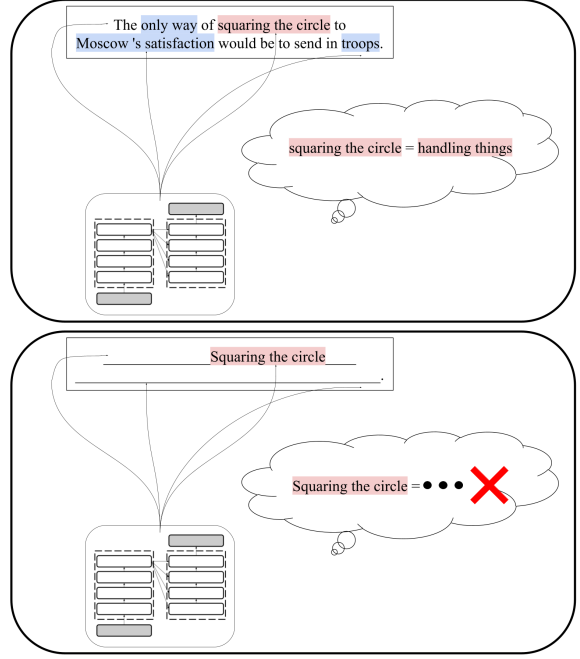 The only way of squaring the circle to
Moscow 's satisfaction would be to send in troops.
squaring the circle = handling things
Squaring the circle
.
Squaring the circle =